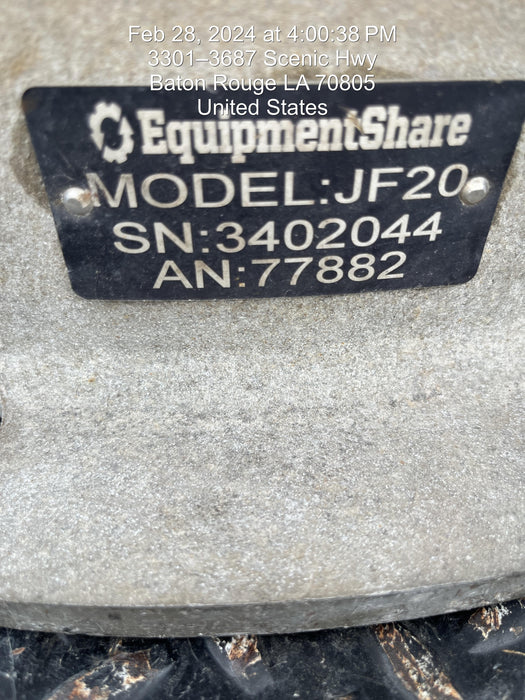 Feb 28, 2024 at 4:00:38 PM
3301–3687 Scenic Hwy
Baton Rouge LA 70805
United States
EquipmentShare
MODEL:JF20
SN:3402044
AN:77882